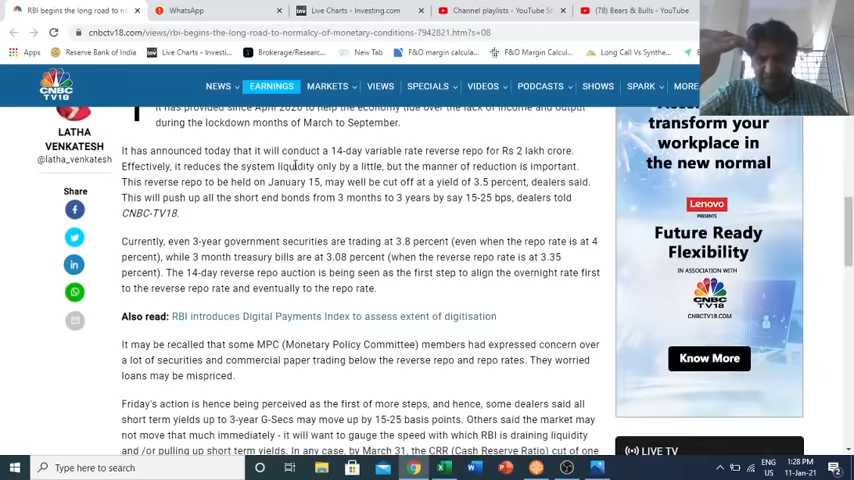 RBI begins the long road to no
WhatsApp
Live Charts - Investing.com
Channel playlists - YouTube S
(78) Bears & Bulls - YouTube
cnbctv18.com/views/rbi-begins-the-long-road-to-normalcy-of-monetary-conditions-7942821.htm?s=08
Apps
Reserve Bank of India
Live Charts - Invest
Brokerage/Resear
New Tab
F&O margin calcula...
F&O Margin Calcul...
Long Call Vs Synthe
CNBC
TV18
NEWS
EARNINGS
MARKETS
VIEWS
SPECIALS
VIDEOS
PODCASTS
SHOWS
SPARK
MORE
LATHA
VENKATESH
@latha_venkatesh
Share
it has provided since April 2020 to help the economy tide over the lack of income and output
during the lockdown months of March to September.
It has announced today that it will conduct a 14-day variable rate reverse repo for Rs 2 lakh crore.
Effectively, it reduces the system liquidity only by a little, but the manner of reduction is important.
This reverse repo to be held on January 15, may well be cut off at a yield of 3.5 percent, dealers said.
This will push up all the short end bonds from 3 months to 3 years by say 15-25 bps, dealers told
CNBC-TV18.
Currently, even 3-year government securities are trading at 3.8 percent (even when the repo rate is at 4
percent), while 3 month treasury bills are at 3.08 percent (when the reverse repo rate is at 3.35
percent). The 14-day reverse repo auction is being seen as the first step to align the overnight rate first
to the reverse repo rate and eventually to the repo rate.
Also read: RBI introduces Digital Payments Index to assess extent of digitisation
It may be recalled that some MPC (Monetary Policy Committee) members had expressed concern over
a lot of securities and commercial paper trading below the reverse repo and repo rates. They worried
loans may be mispriced.
Friday's action is hence being perceived as the first of more steps, and hence, some dealers said all
short term yields up to 3-year G-Secs may move up by 15-25 basis points. Others said the market may
not move that much immediately - it will want to gauge the speed with which RBI is draining liquidity
and /or pulling up short term yields. In any case, by March 31, the CRR (Cash Reserve Ratio) cut of one
transform your
workplace in
the new normal
Lenovo
PRESENTS
Future Ready
Flexibility
IN ASSOCIATION WITH
CNBC
TV18
CNBCTV18.COM
Know More
LIVE TV
Type here to search
ENG
US
1:28 PM
11-Jan-21
2